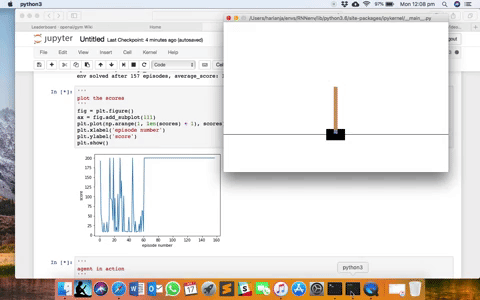 python3
Mon 12:08 pm
Leaderboard · openai/gym Wiki
Home
/Users/harianja/envs/RNNenv/lib/python3.6/site-packages/ipykernel/__main__.py
jupyter Untitled Last Checkpoint: 4 minutes ago (autosaved)
File Edit View Insert Cell Kernel Help
Code
env solved after 157 episodes, average_score:
In [*]:
'''
plot the scores
'''
fig = plt.figure()
ax = fig.add_subplot(111)
plt.plot(np.arange(1, len(scores) + 1), scores
plt.xlabel('episode number')
plt.ylabel('score')
plt.show()
200
175
150
125
100
75
50
25
0
score
0 20 40 60 80 100 120 140 160
episode number
In [*]:
'''
agent in action
'''
python3